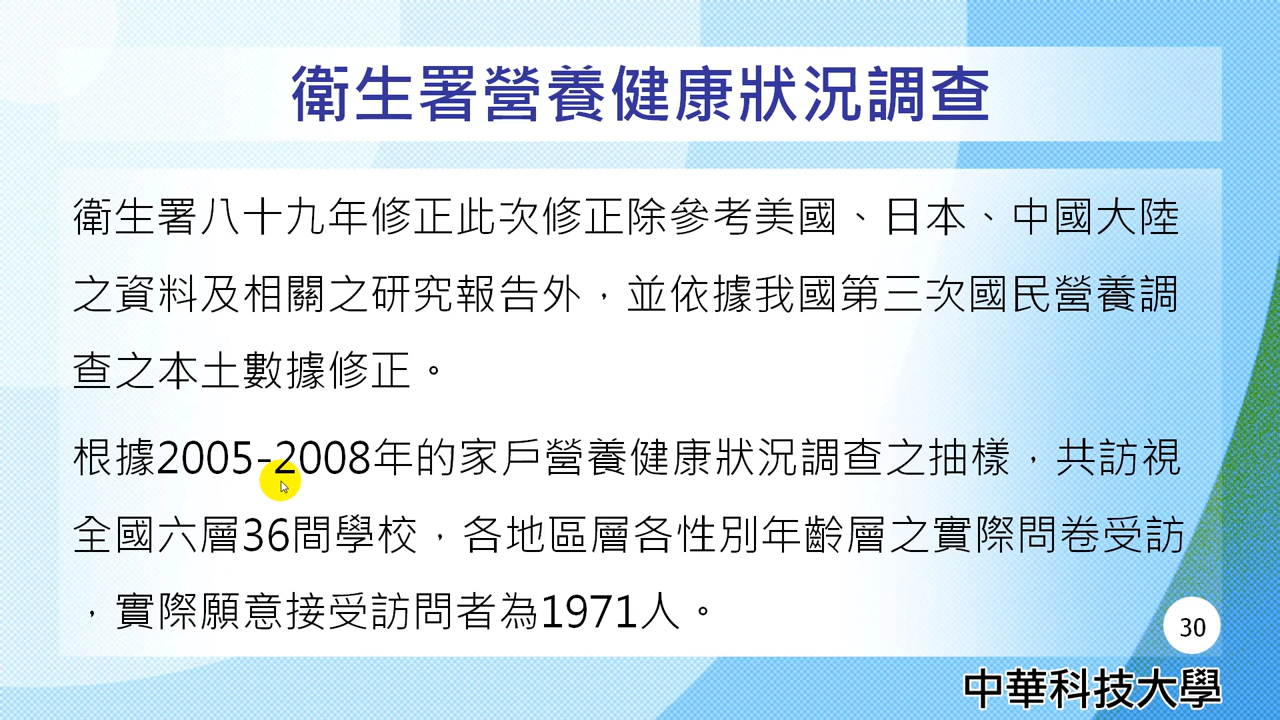 衛生署營養健康狀況調查
衛生署八十九年修正此次修正除參考美國、日本、中國大陸
之資料及相關之研究報告外，並依據我國第三次國民營養調
查之本土數據修正。
根據2005-2008年的家戶營養健康狀況調查之抽樣，共訪視
全國六層36間學校，各地區層各性別年齡層之實際問卷受訪
，實際願意接受訪問者為1971人。
30
中華科技大學